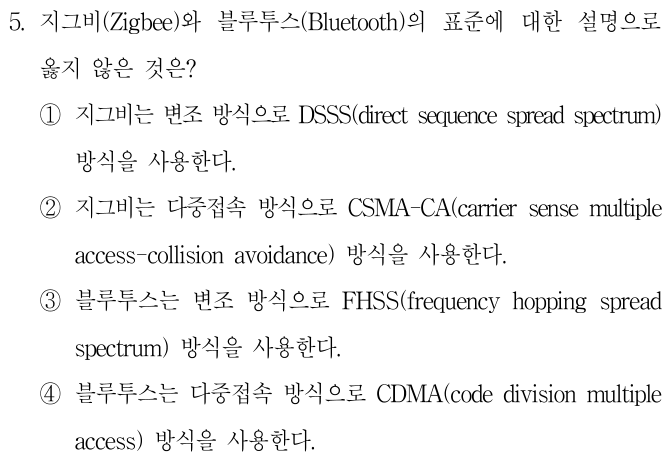 5. 지그비(Zigbee)와 블루투스(Bluetooth)의 표준에 대한 설명으로
옳지 않은 것은?
① 지그비는 변조 방식으로 DSSS(direct sequence spread spectrum)
방식을 사용한다.
② 지그비는 다중접속 방식으로 CSMA-CA(carrier sense multiple
access-collision avoidance) 방식을 사용한다.
③ 블루투스는 변조 방식으로 FHSS(frequency hopping spread
spectrum) 방식을 사용한다.
④ 블루투스는 다중접속 방식으로 CDMA(code division multiple
access) 방식을 사용한다.